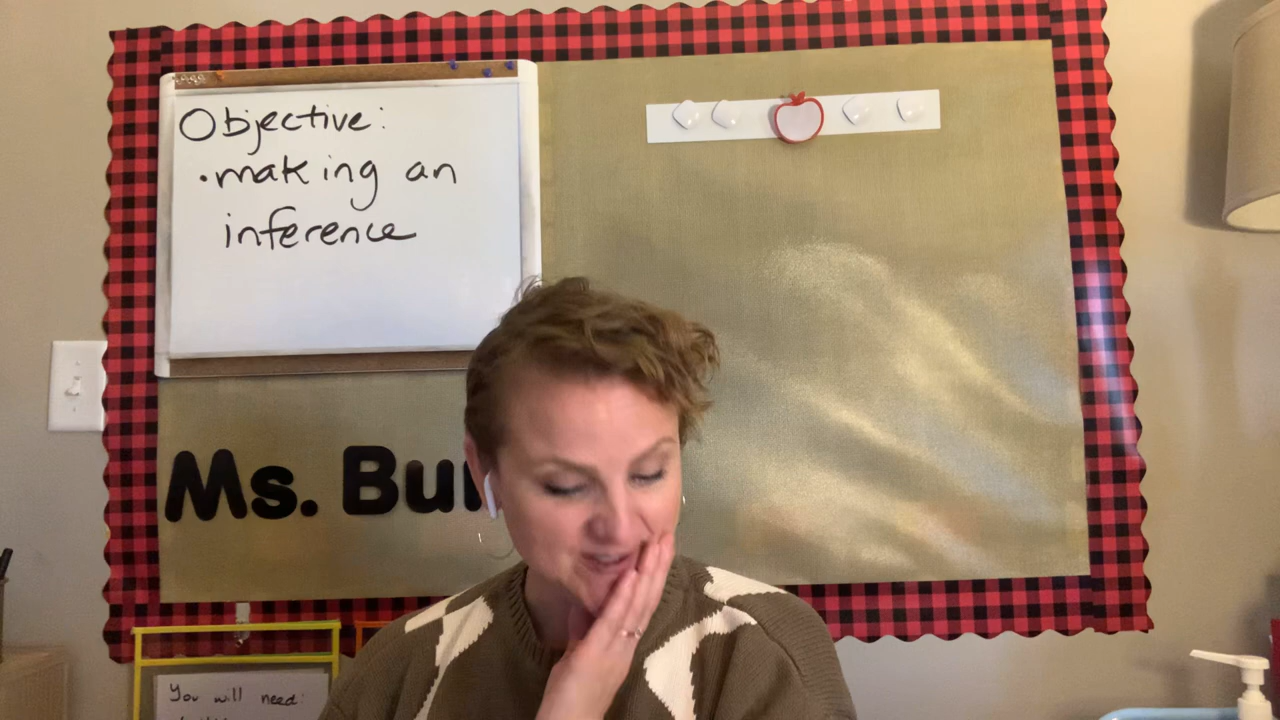 Objective:
• making an
inference
Ms. Bu
You will need: